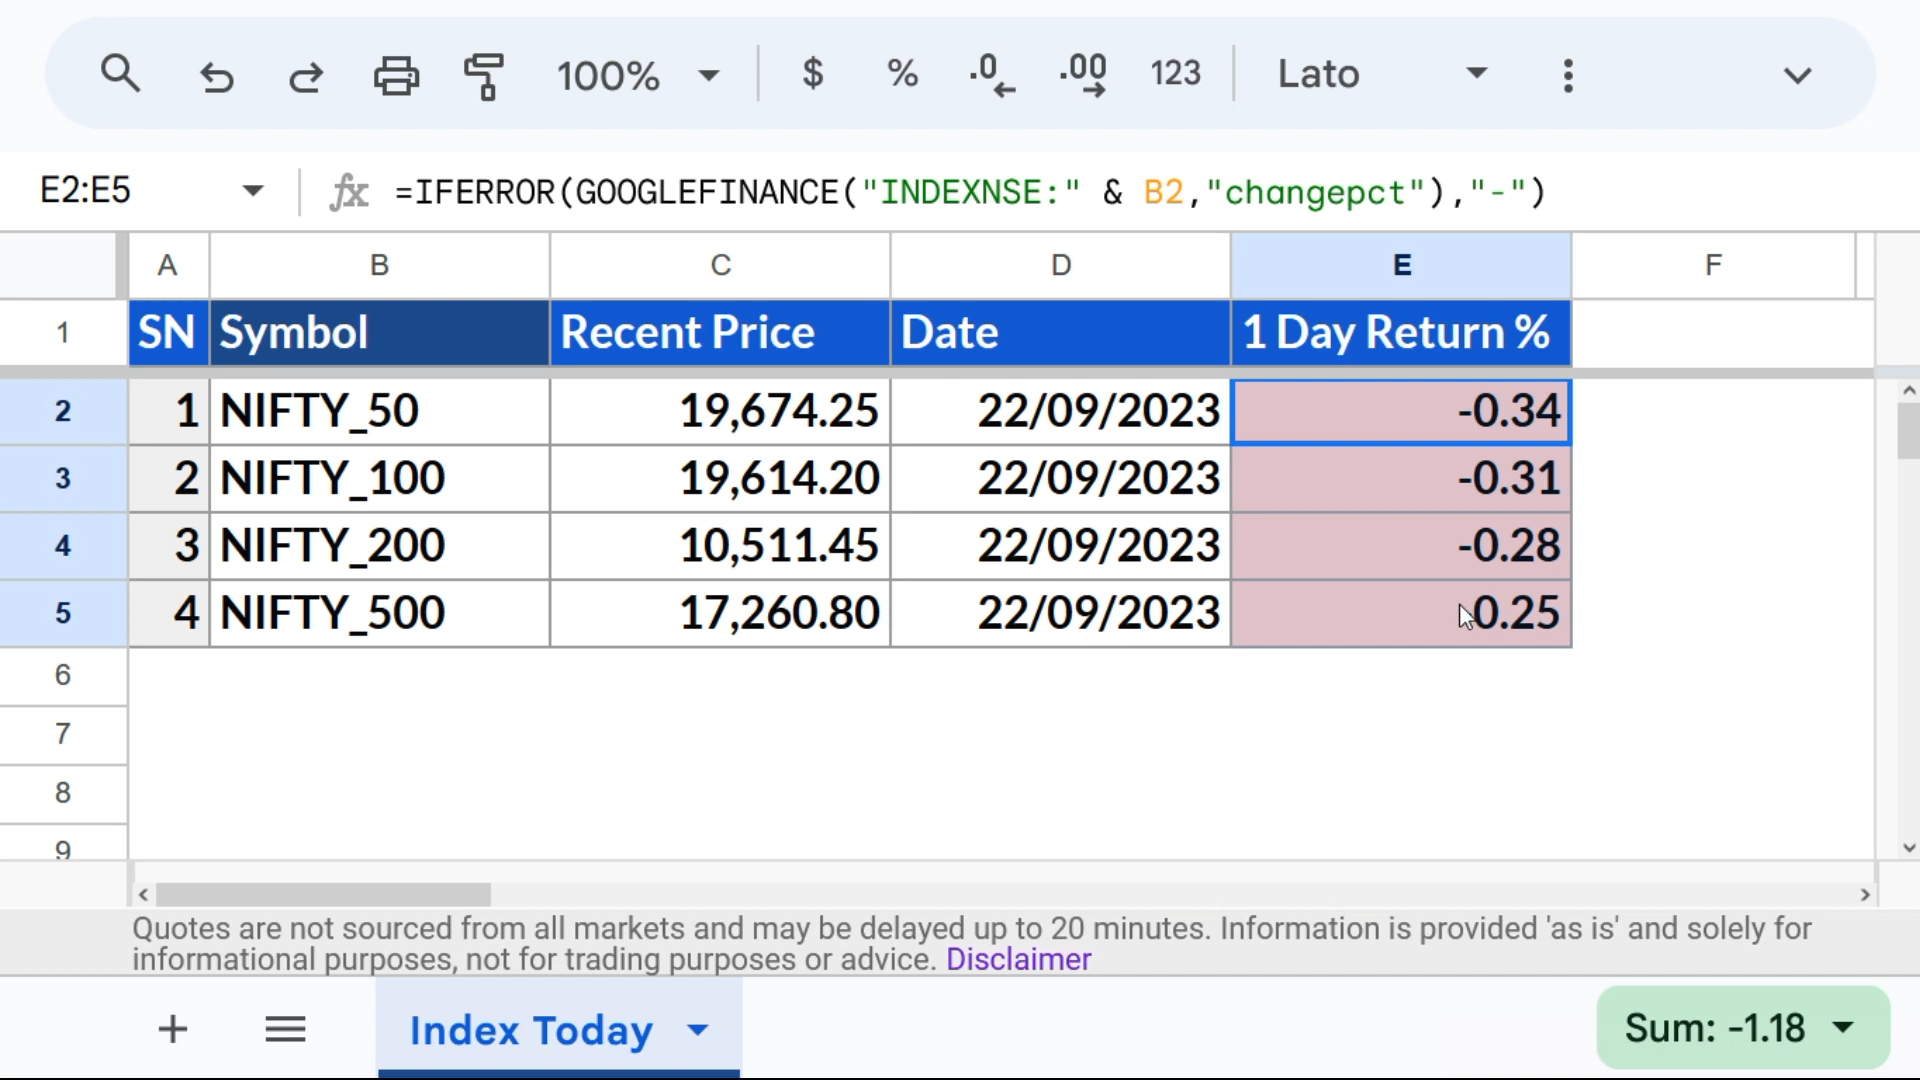 100% $ % .0 .00 123 Lato
E2:E5 fx =IFERROR(GOOGLEFINANCE("INDEXNSE:" & B2,"changepct"),"-")
A B C D E F
1 SN Symbol Recent Price Date 1 Day Return %
2 1 NIFTY_50 19,674.25 22/09/2023 -0.34
3 2 NIFTY_100 19,614.20 22/09/2023 -0.31
4 3 NIFTY_200 10,511.45 22/09/2023 -0.28
5 4 NIFTY_500 17,260.80 22/09/2023 0.25
6
7
8
9
Quotes are not sourced from all markets and may be delayed up to 20 minutes. Information is provided 'as is' and solely for
informational purposes, not for trading purposes or advice. Disclaimer
Index Today Sum: -1.18